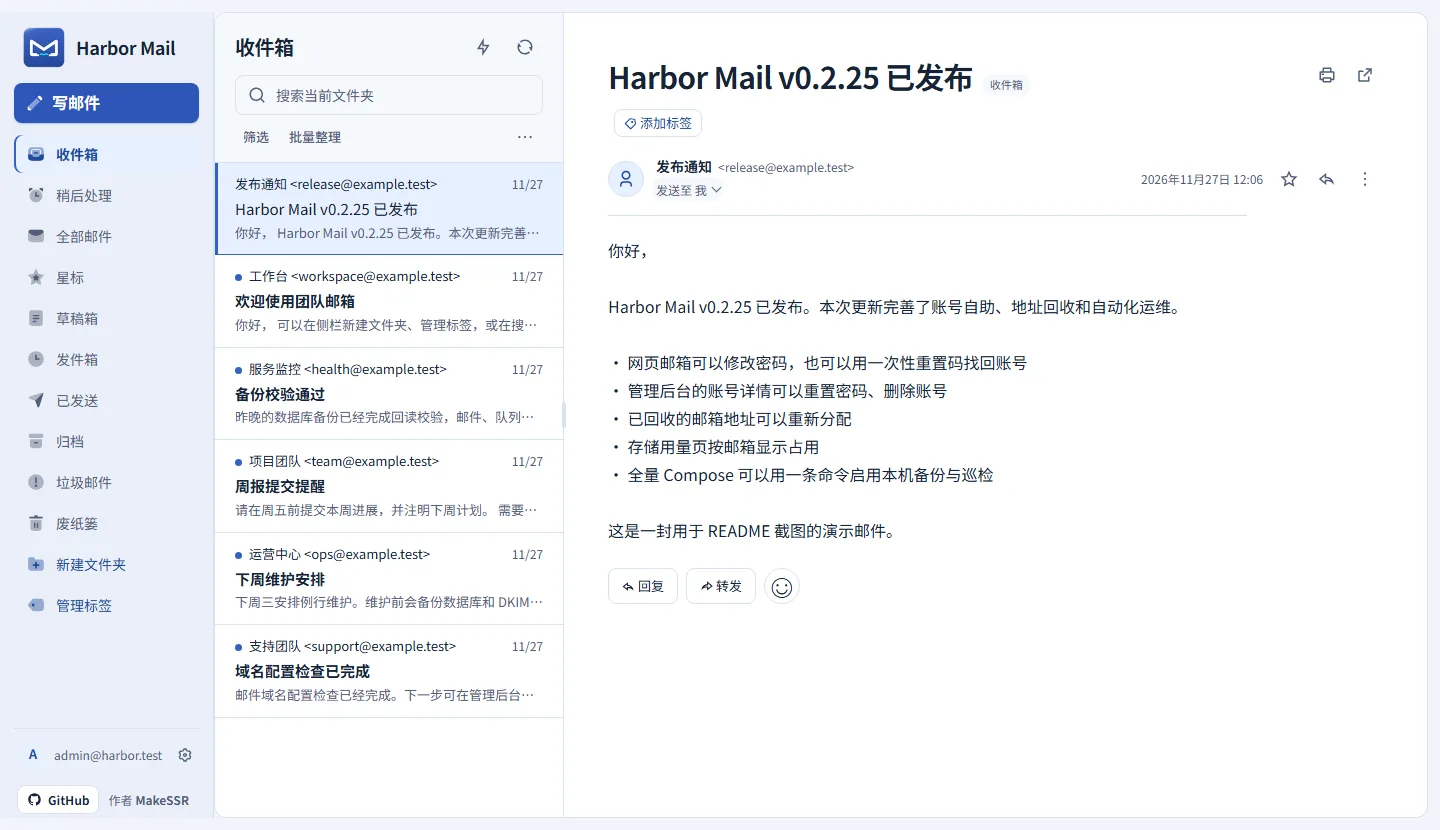 Harbor Mail
写邮件
收件箱
稍后处理
全部邮件
星标
草稿箱
发件箱
已发送
归档
垃圾邮件
废纸篓
新建文件夹
管理标签
A admin@harbor.test
GitHub 作者 MakeSSR
收件箱
搜索当前文件夹
筛选 批量整理 ···
发布通知 <release@example.test> 11/27
Harbor Mail v0.2.25 已发布
你好， Harbor Mail v0.2.25 已发布。本次更新完善···
工作台 <workspace@example.test> 11/27
欢迎使用团队邮箱
你好， 可以在侧栏新建文件夹、管理标签，或在搜···
服务监控 <health@example.test> 11/27
备份校验通过
昨晚的数据库备份已经完成回读校验，邮件、队列···
项目团队 <team@example.test> 11/27
周报提交提醒
请在周五前提交本周进展，并注明下周计划。 需要···
运营中心 <ops@example.test> 11/27
下周维护安排
下周三安排例行维护。维护前会备份数据库和 DKIM···
支持团队 <support@example.test> 11/27
域名配置检查已完成
邮件域名配置检查已经完成。下一步可在管理后台···
Harbor Mail v0.2.25 已发布 收件箱
添加标签
发布通知 <release@example.test>
发送至 我
2026年11月27日 12:06
你好，
Harbor Mail v0.2.25 已发布。本次更新完善了账号自助、地址回收和自动化运维。
• 网页邮箱可以修改密码，也可以用一次性重置码找回账号
• 管理后台的账号详情可以重置密码、删除账号
• 已回收的邮箱地址可以重新分配
• 存储用量页按邮箱显示占用
• 全量 Compose 可以用一条命令启用本机备份与巡检
这是一封用于 README 截图的演示邮件。
回复 转发